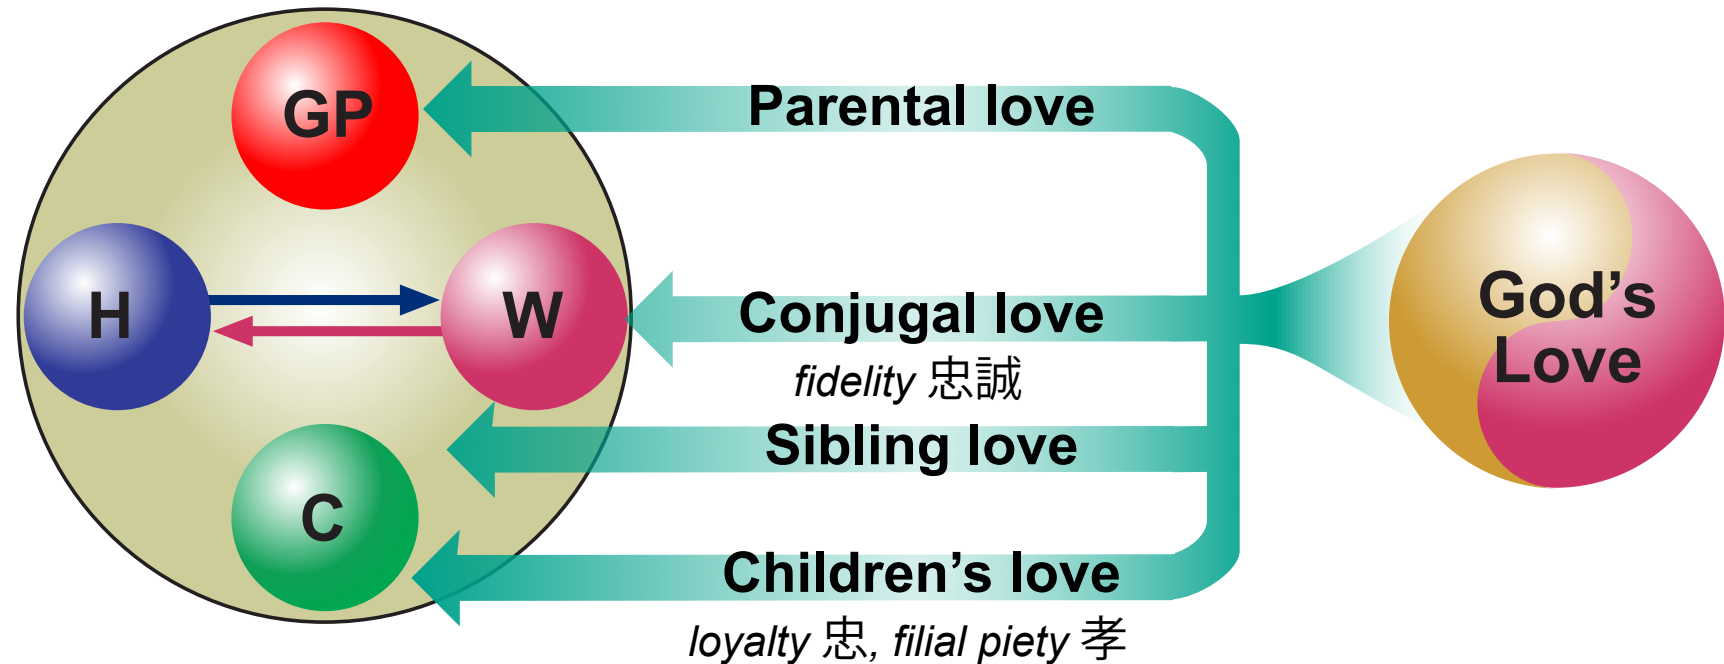 GP
Parental love
H
W
Conjugal love
fidelity 忠誠
God’s
Love
Sibling love
C
Children’s love
loyalty 忠, filial piety 孝